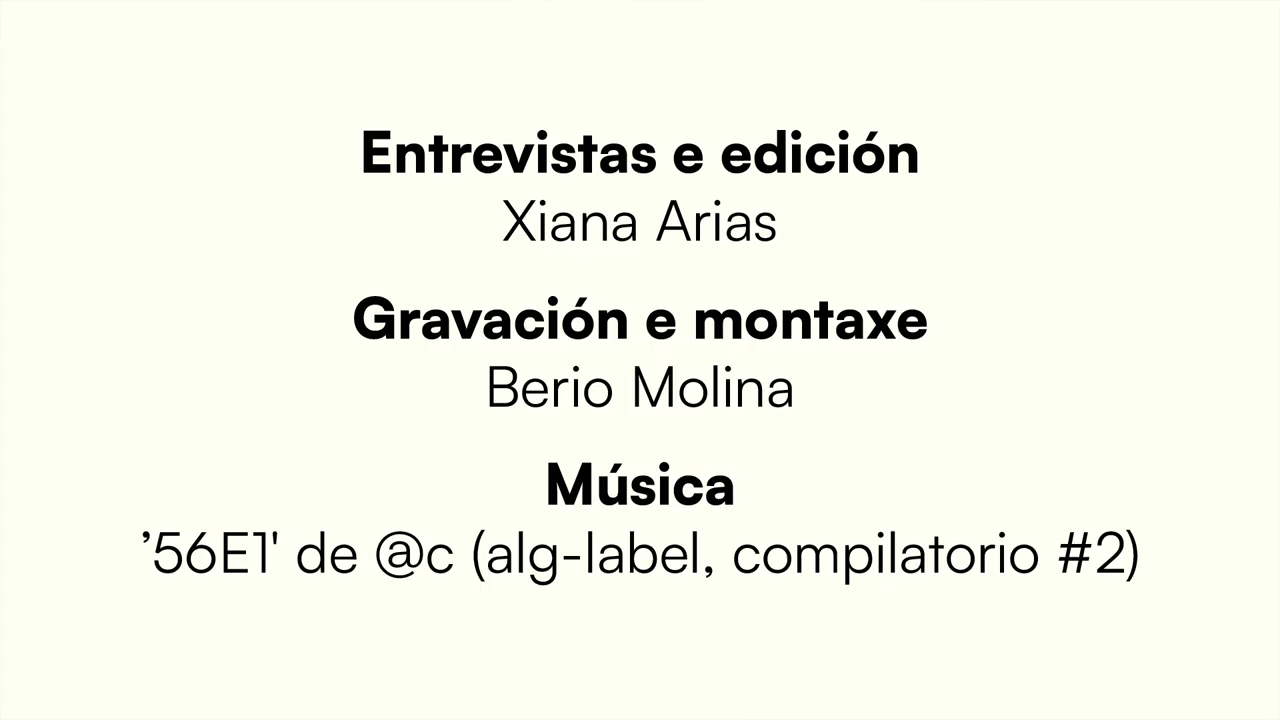 Entrevistas e edición
Xiana Arias
Gravación e montaxe
Berio Molina
Música
’56E1' de @c (alg-label, compilatorio #2)